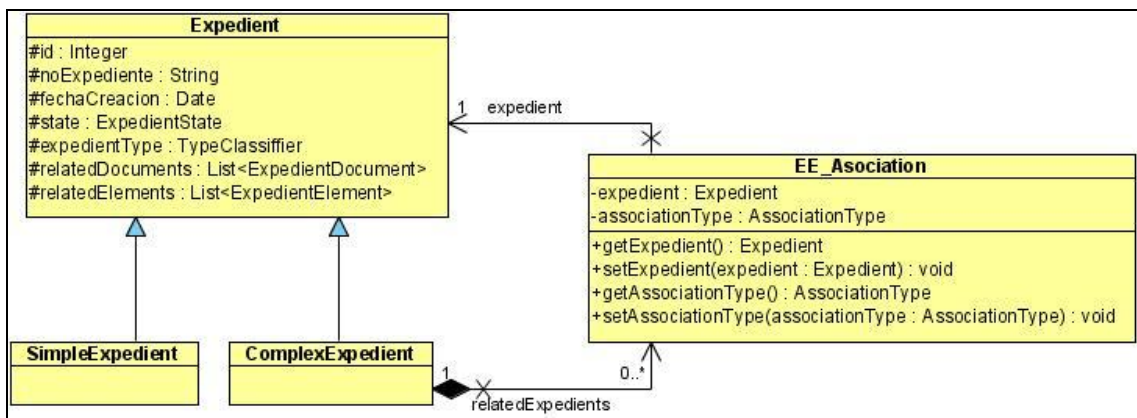 Expedient
#id : Integer
#noExpediente : String
#fechaCreacion : Date
#state : ExpedientState
#expedientType : TypeClassiffier
#relatedDocuments : List<ExpedientDocument>
#relatedElements : List<ExpedientElement>
1 expedient
EE_Asociation
-expedient : Expedient
-associationType : AssociationType
+getExpedient() : Expedient
+setExpedient(expedient : Expedient) : void
+getAssociationType() : AssociationType
+setAssociationType(associationType : AssociationType) : void
SimpleExpedient
ComplexExpedient
1
0..*
relatedExpedients